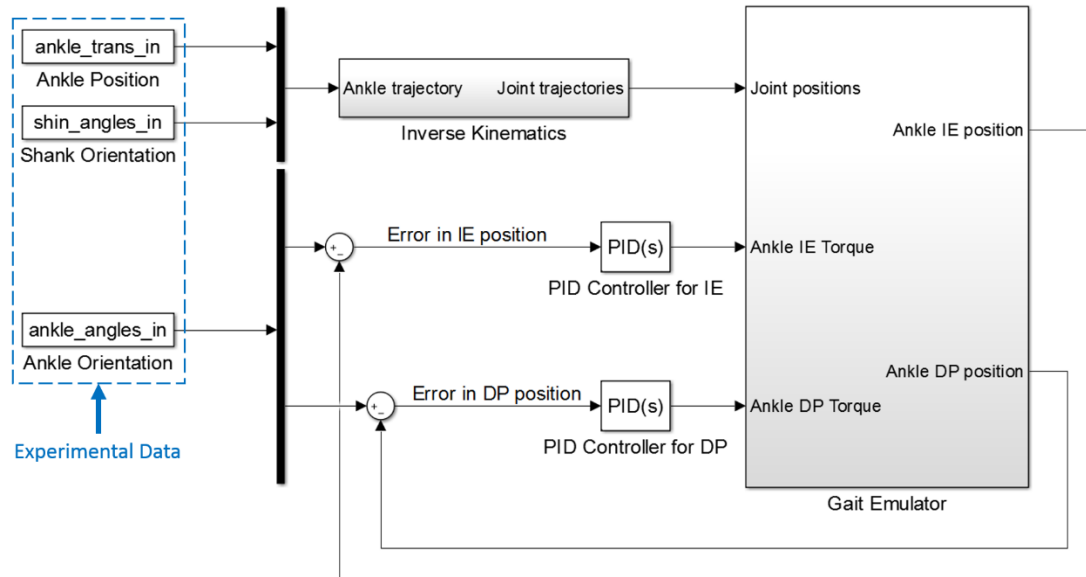 ankle_trans_in
Ankle Position
shin_angles_in
Shank Orientation
ankle_angles_in
Ankle Orientation
Experimental Data
Ankle trajectory
Joint trajectories
Inverse Kinematics
+
−
Error in IE position
PID(s)
PID Controller for IE
+
−
Error in DP position
PID(s)
PID Controller for DP
Joint positions
Ankle IE position
Ankle IE Torque
Ankle DP position
Ankle DP Torque
Gait Emulator